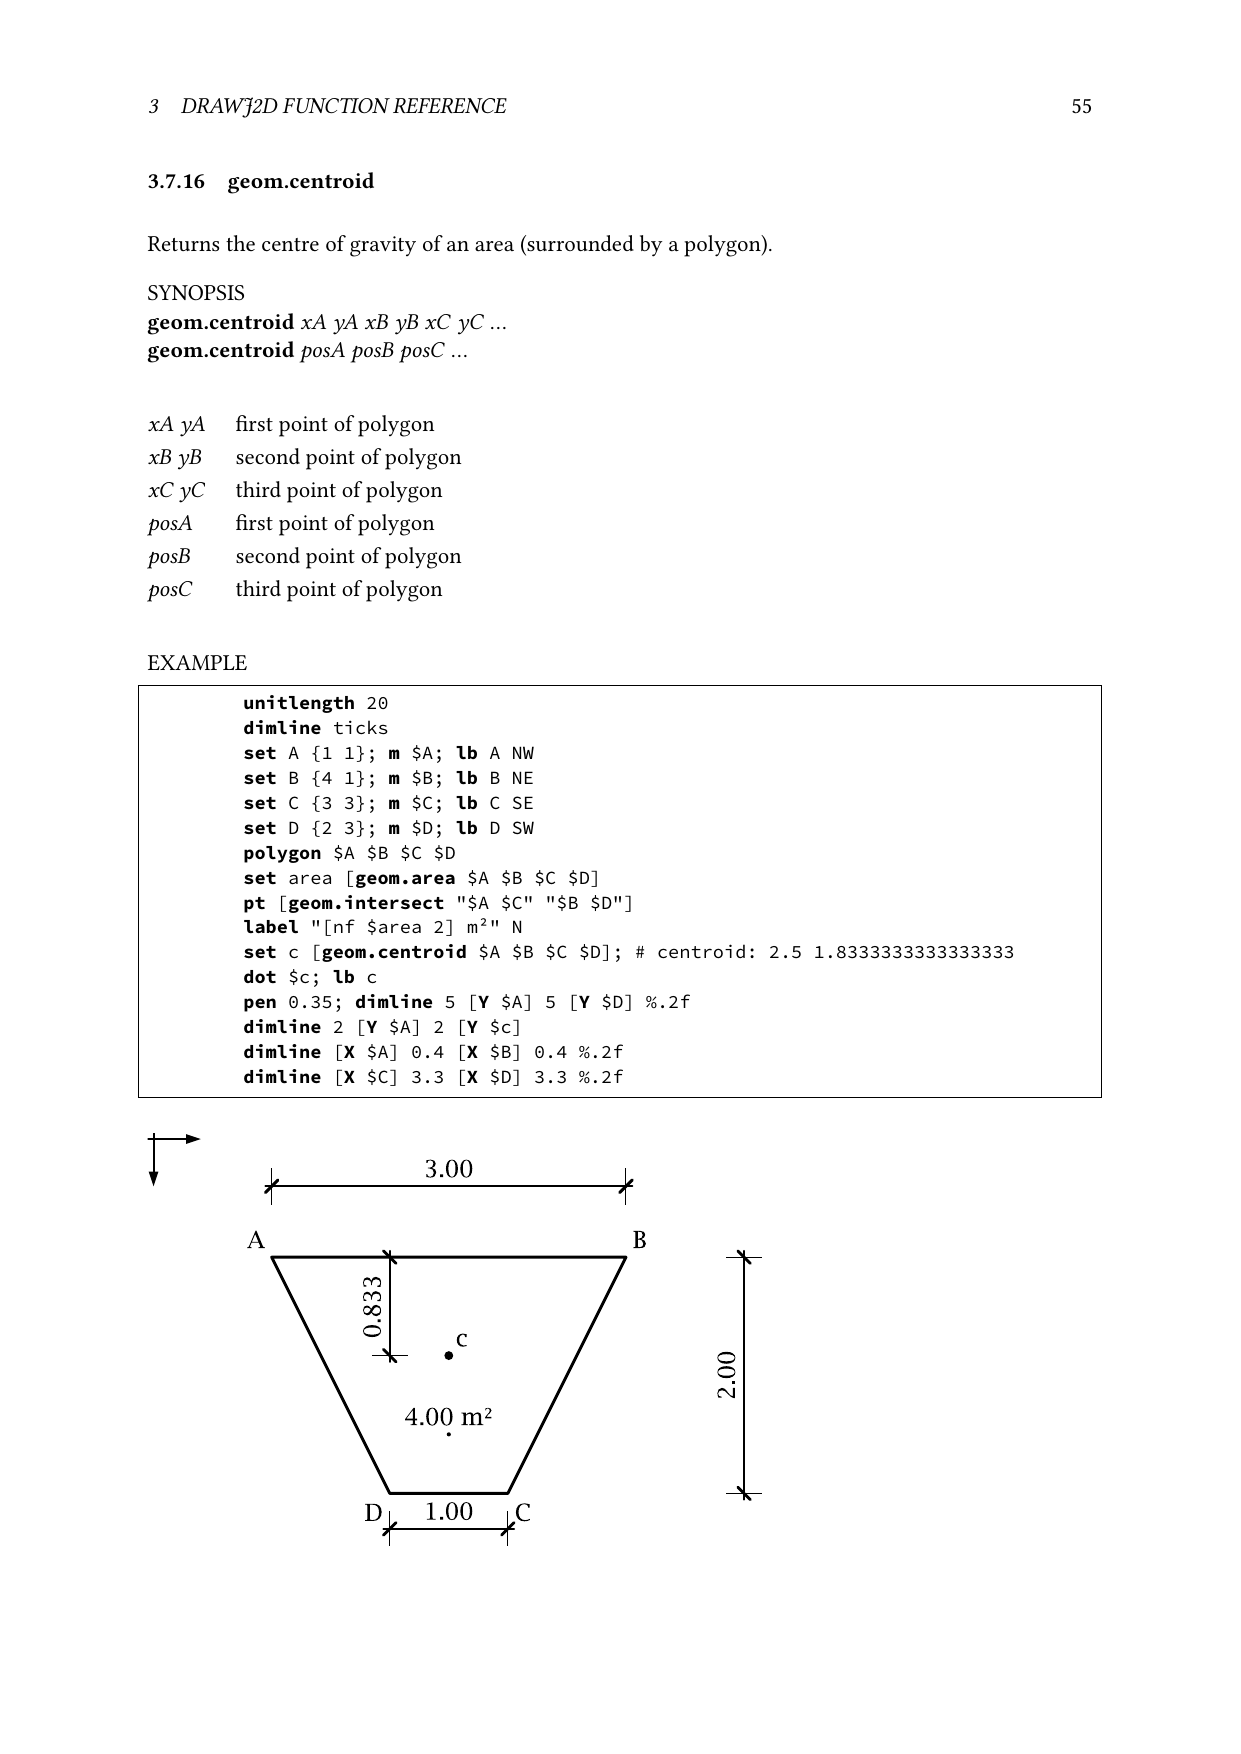 3 DRAWJ2D FUNCTION REFERENCE 55
3.7.16 geom.centroid
Returns the centre of gravity of an area (surrounded by a polygon).
SYNOPSIS
geom.centroid xA yA xB yB xC yC ...
geom.centroid posA posB posC ...
xA yA first point of polygon
xB yB second point of polygon
xC yC third point of polygon
posA first point of polygon
posB second point of polygon
posC third point of polygon
EXAMPLE
unitlength 20
dimline ticks
set A {1 1}; m $A; lb A NW
set B {4 1}; m $B; lb B NE
set C {3 3}; m $C; lb C SE
set D {2 3}; m $D; lb D SW
polygon $A $B $C $D
set area [geom.area $A $B $C $D]
pt [geom.intersect "$A $C" "$B $D"]
label "[nf $area 2] m²" N
set c [geom.centroid $A $B $C $D]; # centroid: 2.5 1.8333333333333333
dot $c; lb c
pen 0.35; dimline 5 [Y $A] 5 [Y $D] %.2f
dimline 2 [Y $A] 2 [Y $c]
dimline [X $A] 0.4 [X $B] 0.4 %.2f
dimline [X $C] 3.3 [X $D] 3.3 %.2f
3.00
A B
0.833
c
2.00
4.00 m²
D 1.00 C